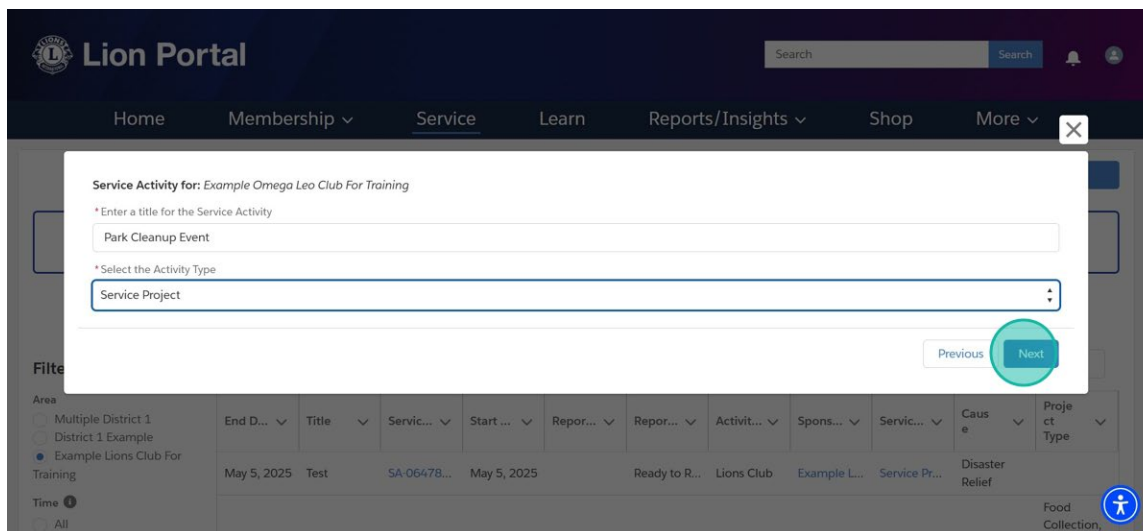 Lion Portal
Search
Search
Home Membership Service Learn Reports/Insights Shop More
Service Activity for: Example Omega Leo Club For Training
*Enter a title for the Service Activity
Park Cleanup Event
*Select the Activity Type
Service Project
Previous Next
Filte
Area
Multiple District 1
District 1 Example
Example Lions Club For
Training
Time
All
End D... Title Servic... Start ... Repor... Repor... Activit... Spons... Servic... Caus
e Proje
ct
Type
May 5, 2025 Test SA-06478... May 5, 2025 Ready to R... Lions Club Example L... Service Pr... Disaster
Relief
Food
Collection,